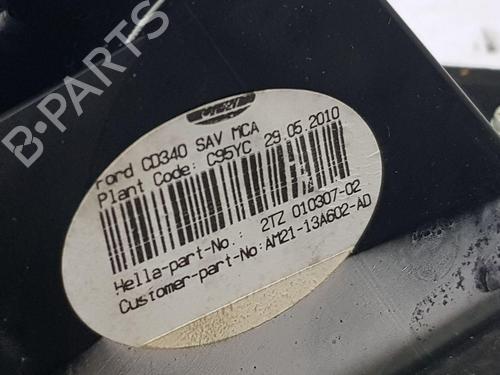 B-PARTS
Ford CD340 SAV MCA
Plant Code: C95YC 29.05.2010
Hella-part-No.: 2TZ 010307-02
Customer-part-No:AM21-13A602-AD